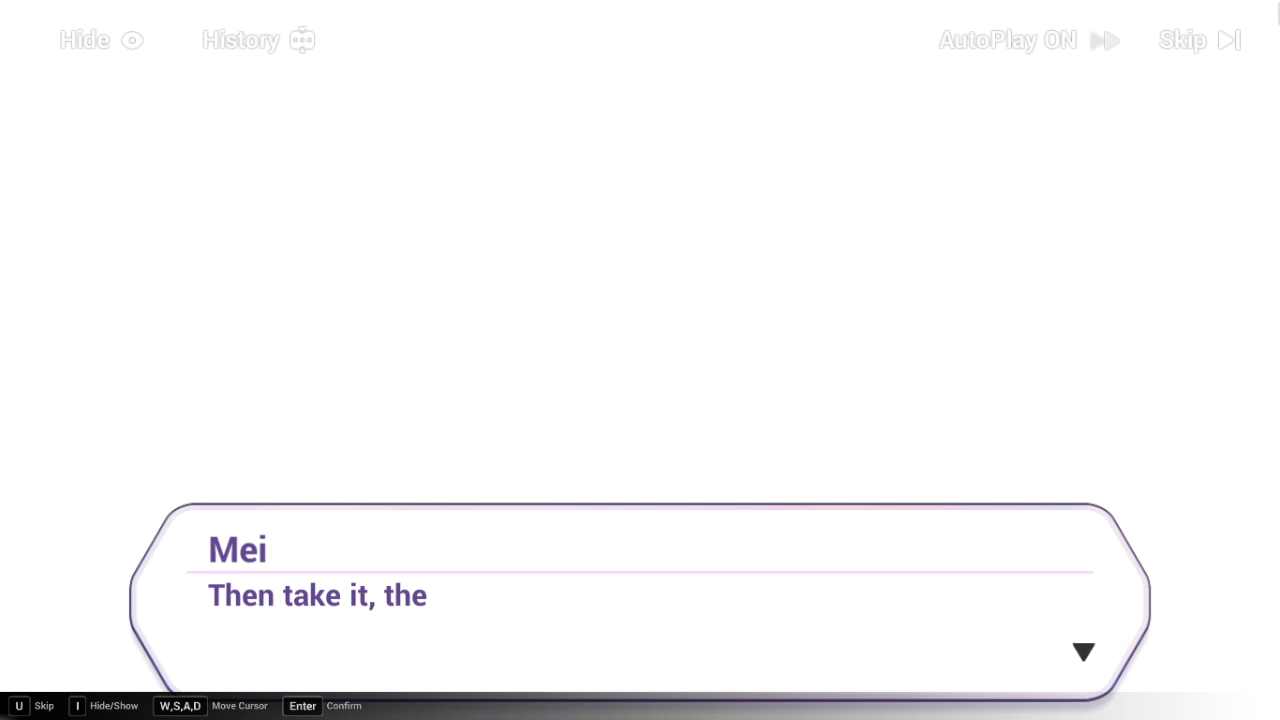 Hide
History
AutoPlay ON
Skip
Mei
Then take it, the
U Skip I Hide/Show W,S,A,D Move Cursor Enter Confirm